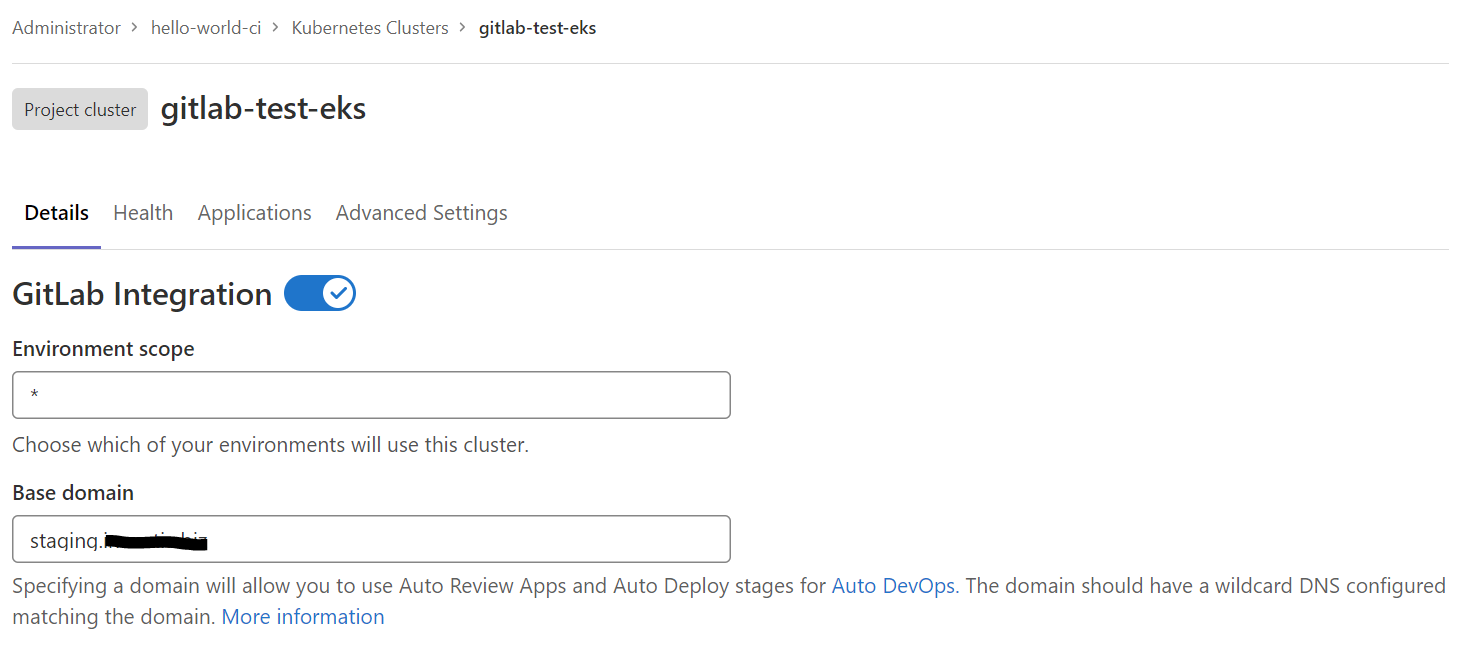 Administrator > hello-world-ci > Kubernetes Clusters > gitlab-test-eks
Project cluster gitlab-test-eks
Details Health Applications Advanced Settings
GitLab Integration
Environment scope
*
Choose which of your environments will use this cluster.
Base domain
staging.
Specifying a domain will allow you to use Auto Review Apps and Auto Deploy stages for Auto DevOps. The domain should have a wildcard DNS configured
matching the domain. More information